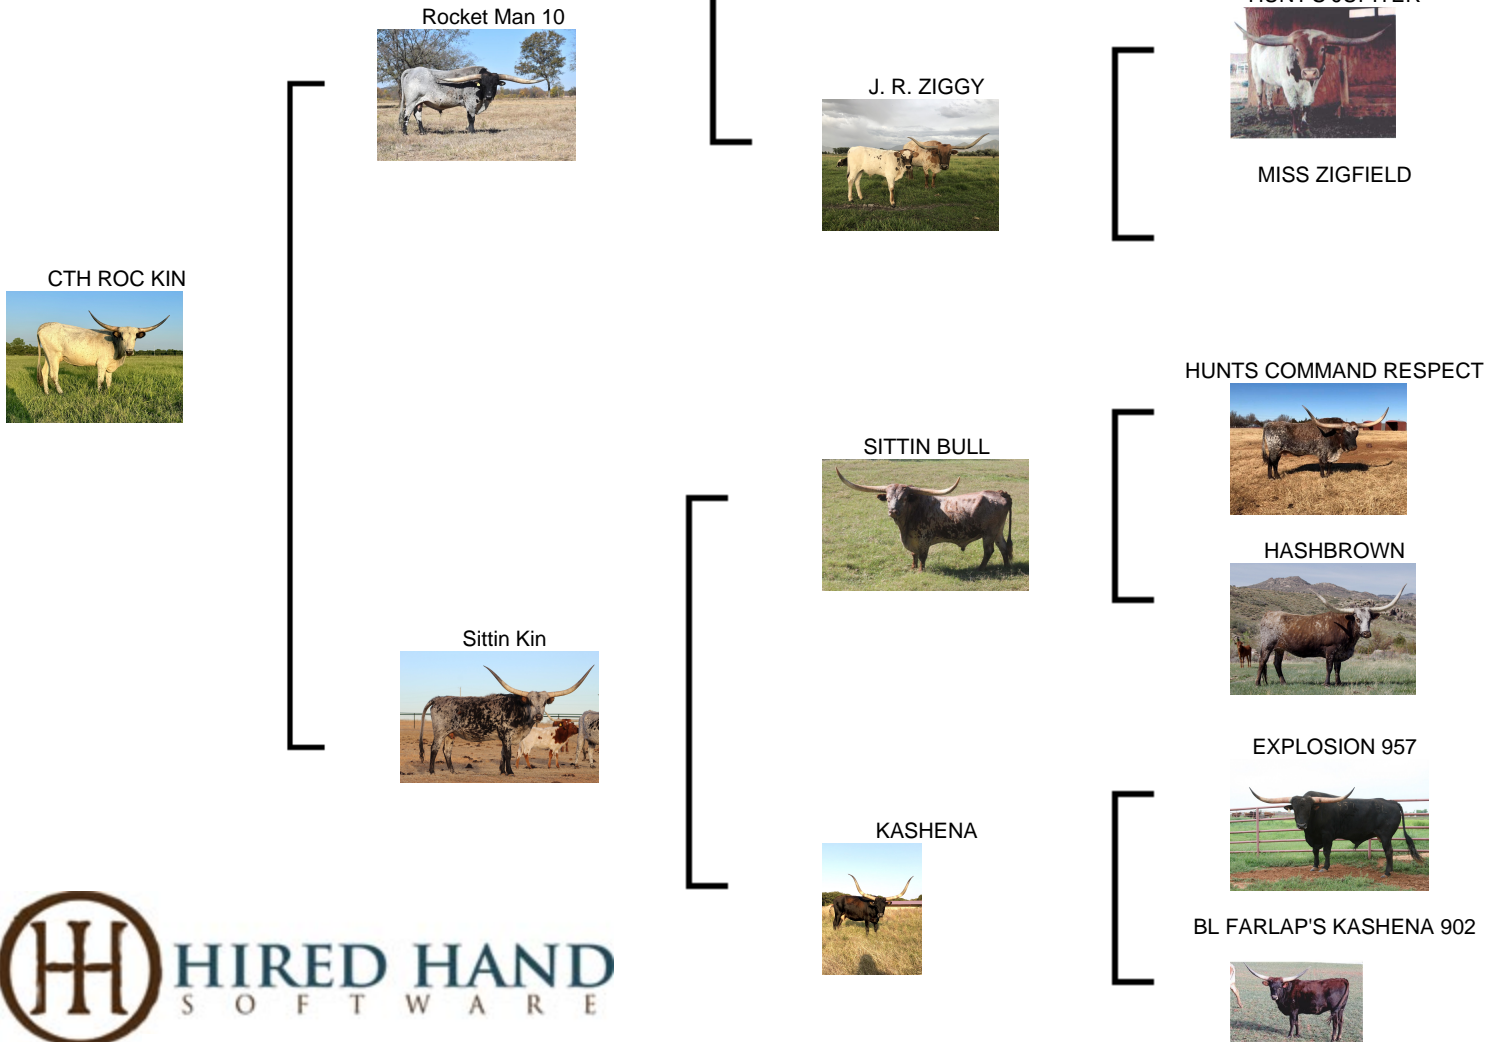 Rocket Man 10
J. R. ZIGGY
MISS ZIGFIELD
CTH ROC KIN
HUNTS COMMAND RESPECT
SITTIN BULL
HASHBROWN
Sittin Kin
EXPLOSION 957
KASHENA
BL FARLAP'S KASHENA 902
HIRED HAND
SOFTWARE